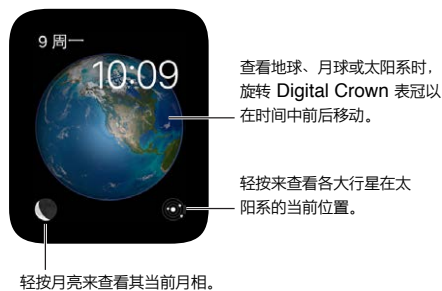 9 周一
10:09
查看地球、月球或太阳系时，
旋转 Digital Crown 表冠以
在时间中前后移动。
轻按来查看各大行星在太
阳系的当前位置。
轻按月亮来查看其当前月相。